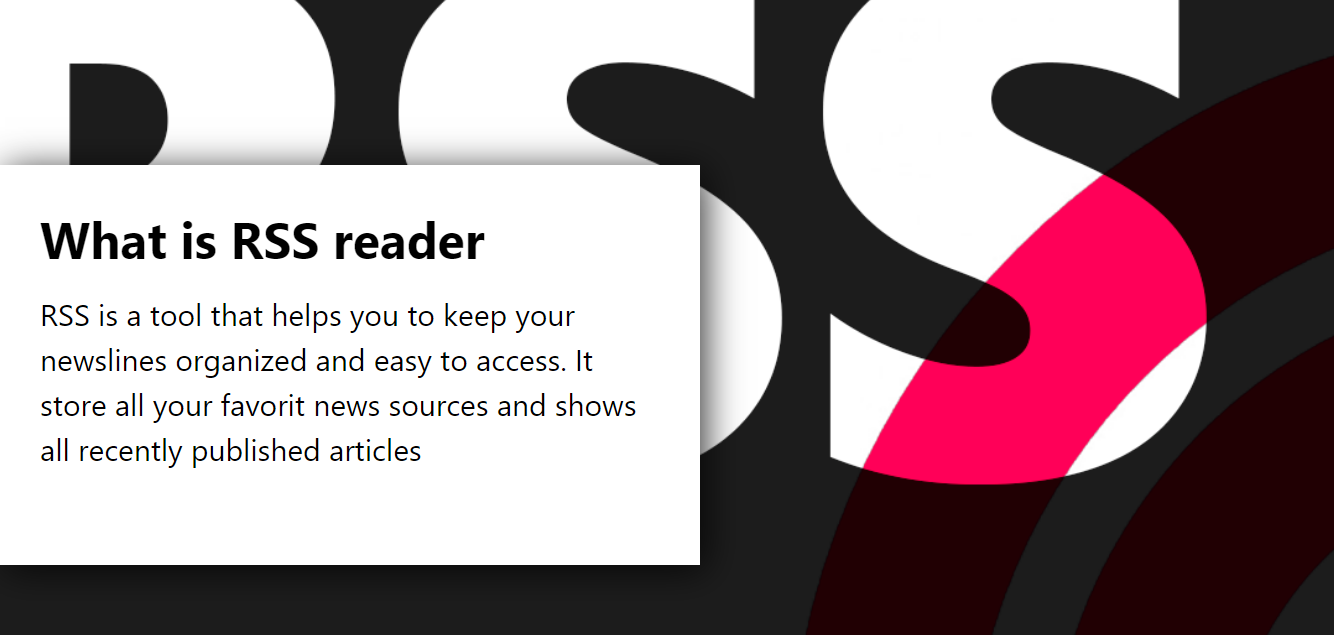 RSS
What is RSS reader
RSS is a tool that helps you to keep your
newslines organized and easy to access. It
store all your favorit news sources and shows
all recently published articles